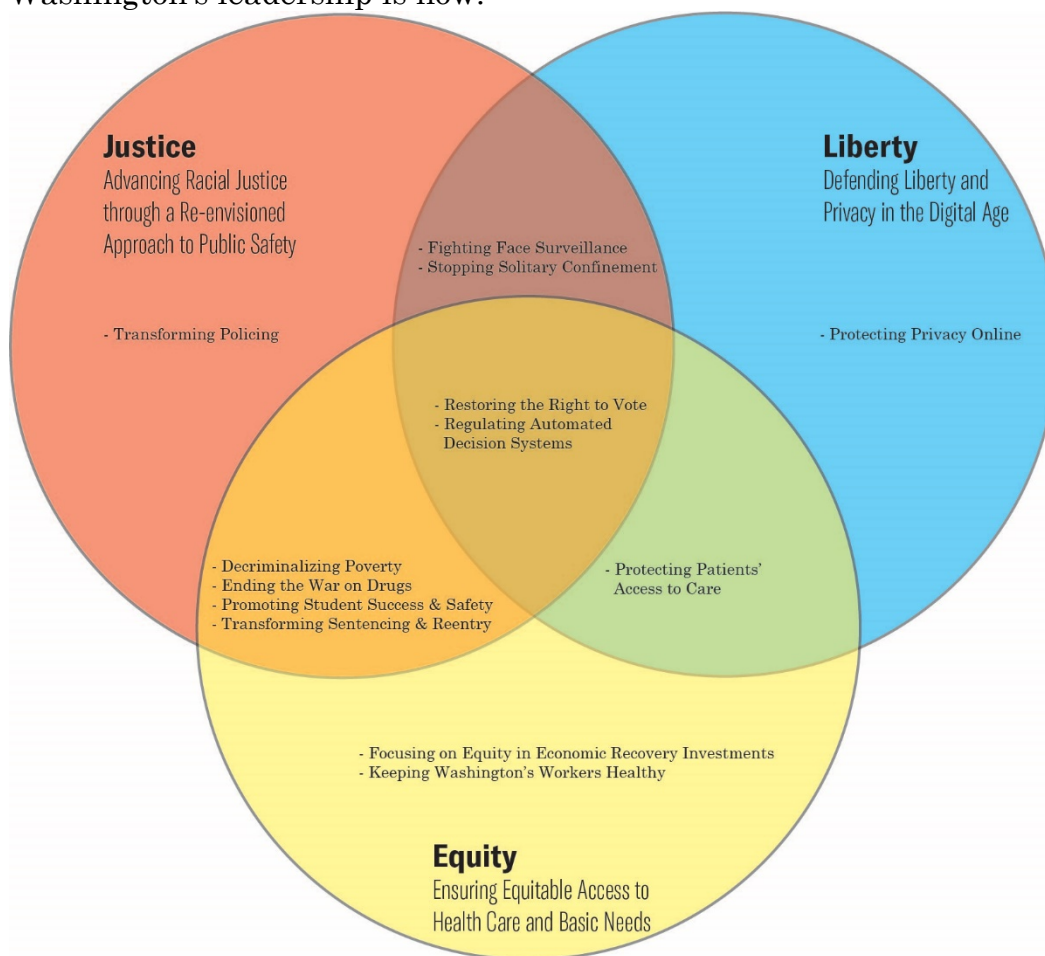 Washington's leadership is now.
Justice
Advancing Racial Justice
through a Re-envisioned
Approach to Public Safety
Liberty
Defending Liberty and
Privacy in the Digital Age
- Fighting Face Surveillance
- Stopping Solitary Confinement
- Transforming Policing
- Protecting Privacy Online
- Restoring the Right to Vote
- Regulating Automated
Decision Systems
- Decriminalizing Poverty
- Ending the War on Drugs
- Promoting Student Success & Safety
- Transforming Sentencing & Reentry
- Protecting Patients'
Access to Care
- Focusing on Equity in Economic Recovery Investments
- Keeping Washington's Workers Healthy
Equity
Ensuring Equitable Access to
Health Care and Basic Needs